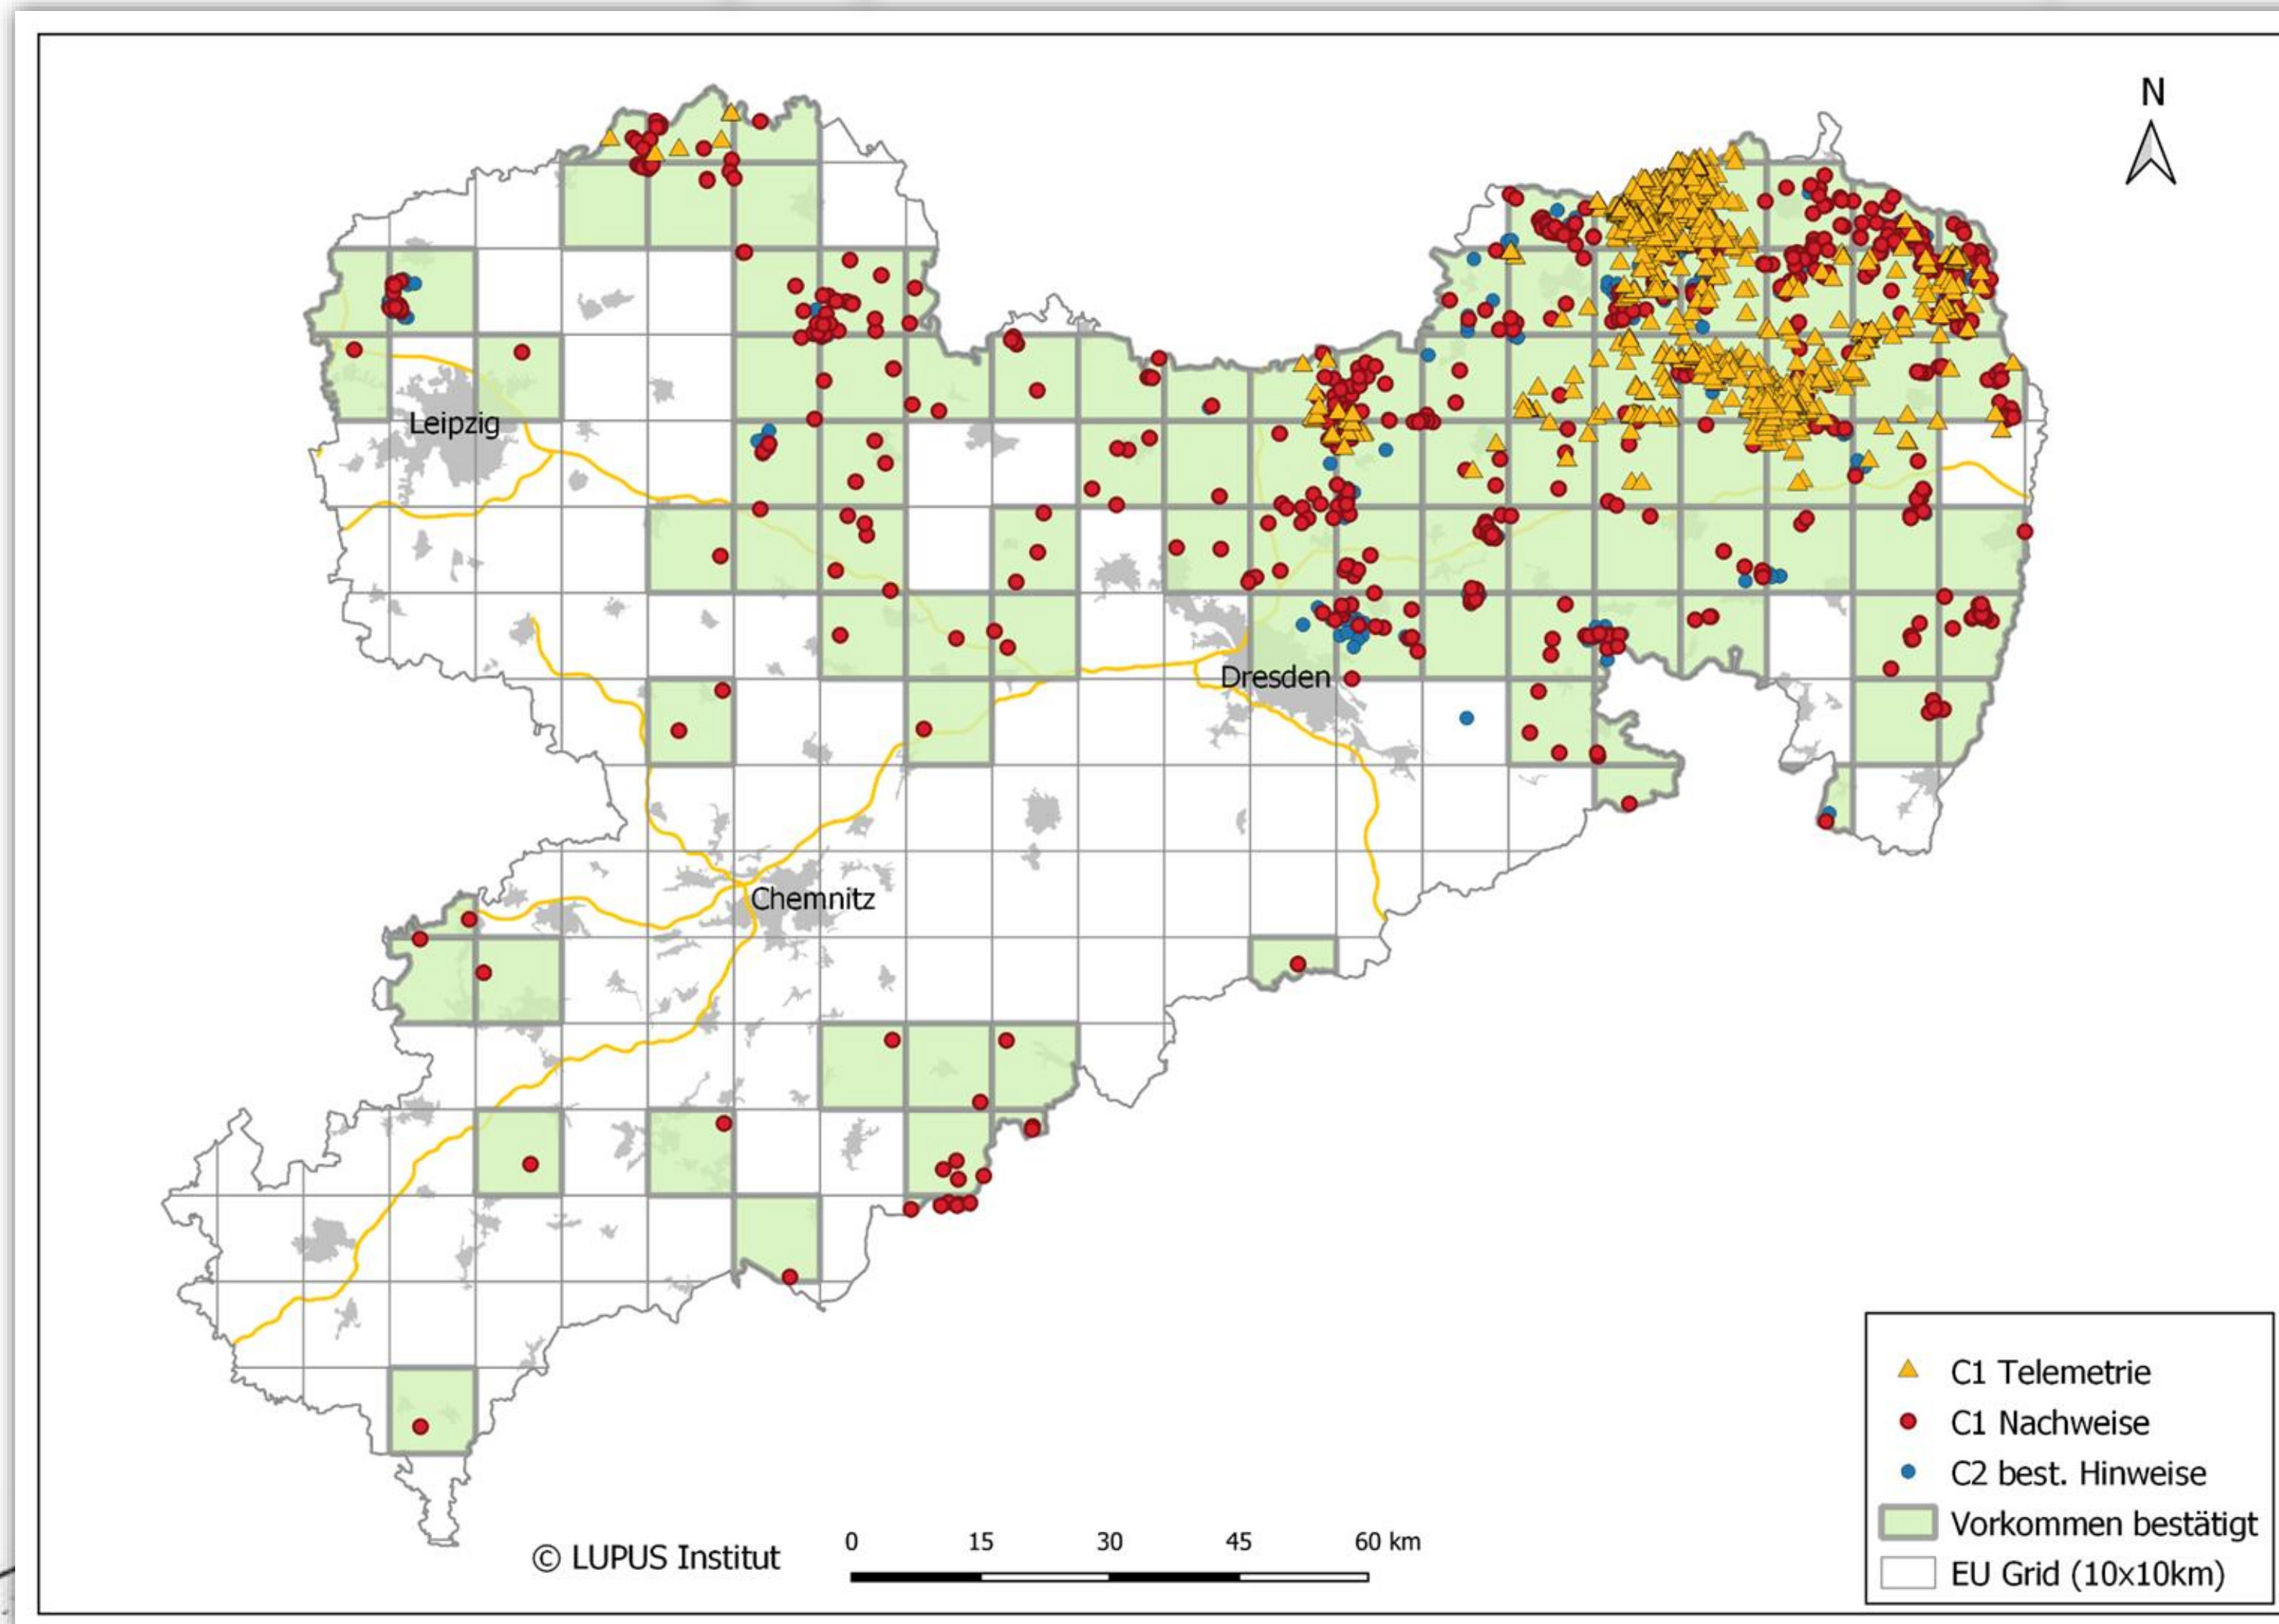 N
Leipzig
Dresden
Chemnitz
C1 Telemetrie
C1 Nachweise
C2 best. Hinweise
Vorkommen bestätigt
EU Grid (10x10km)
0 15 30 45 60 km
© LUPUS Institut